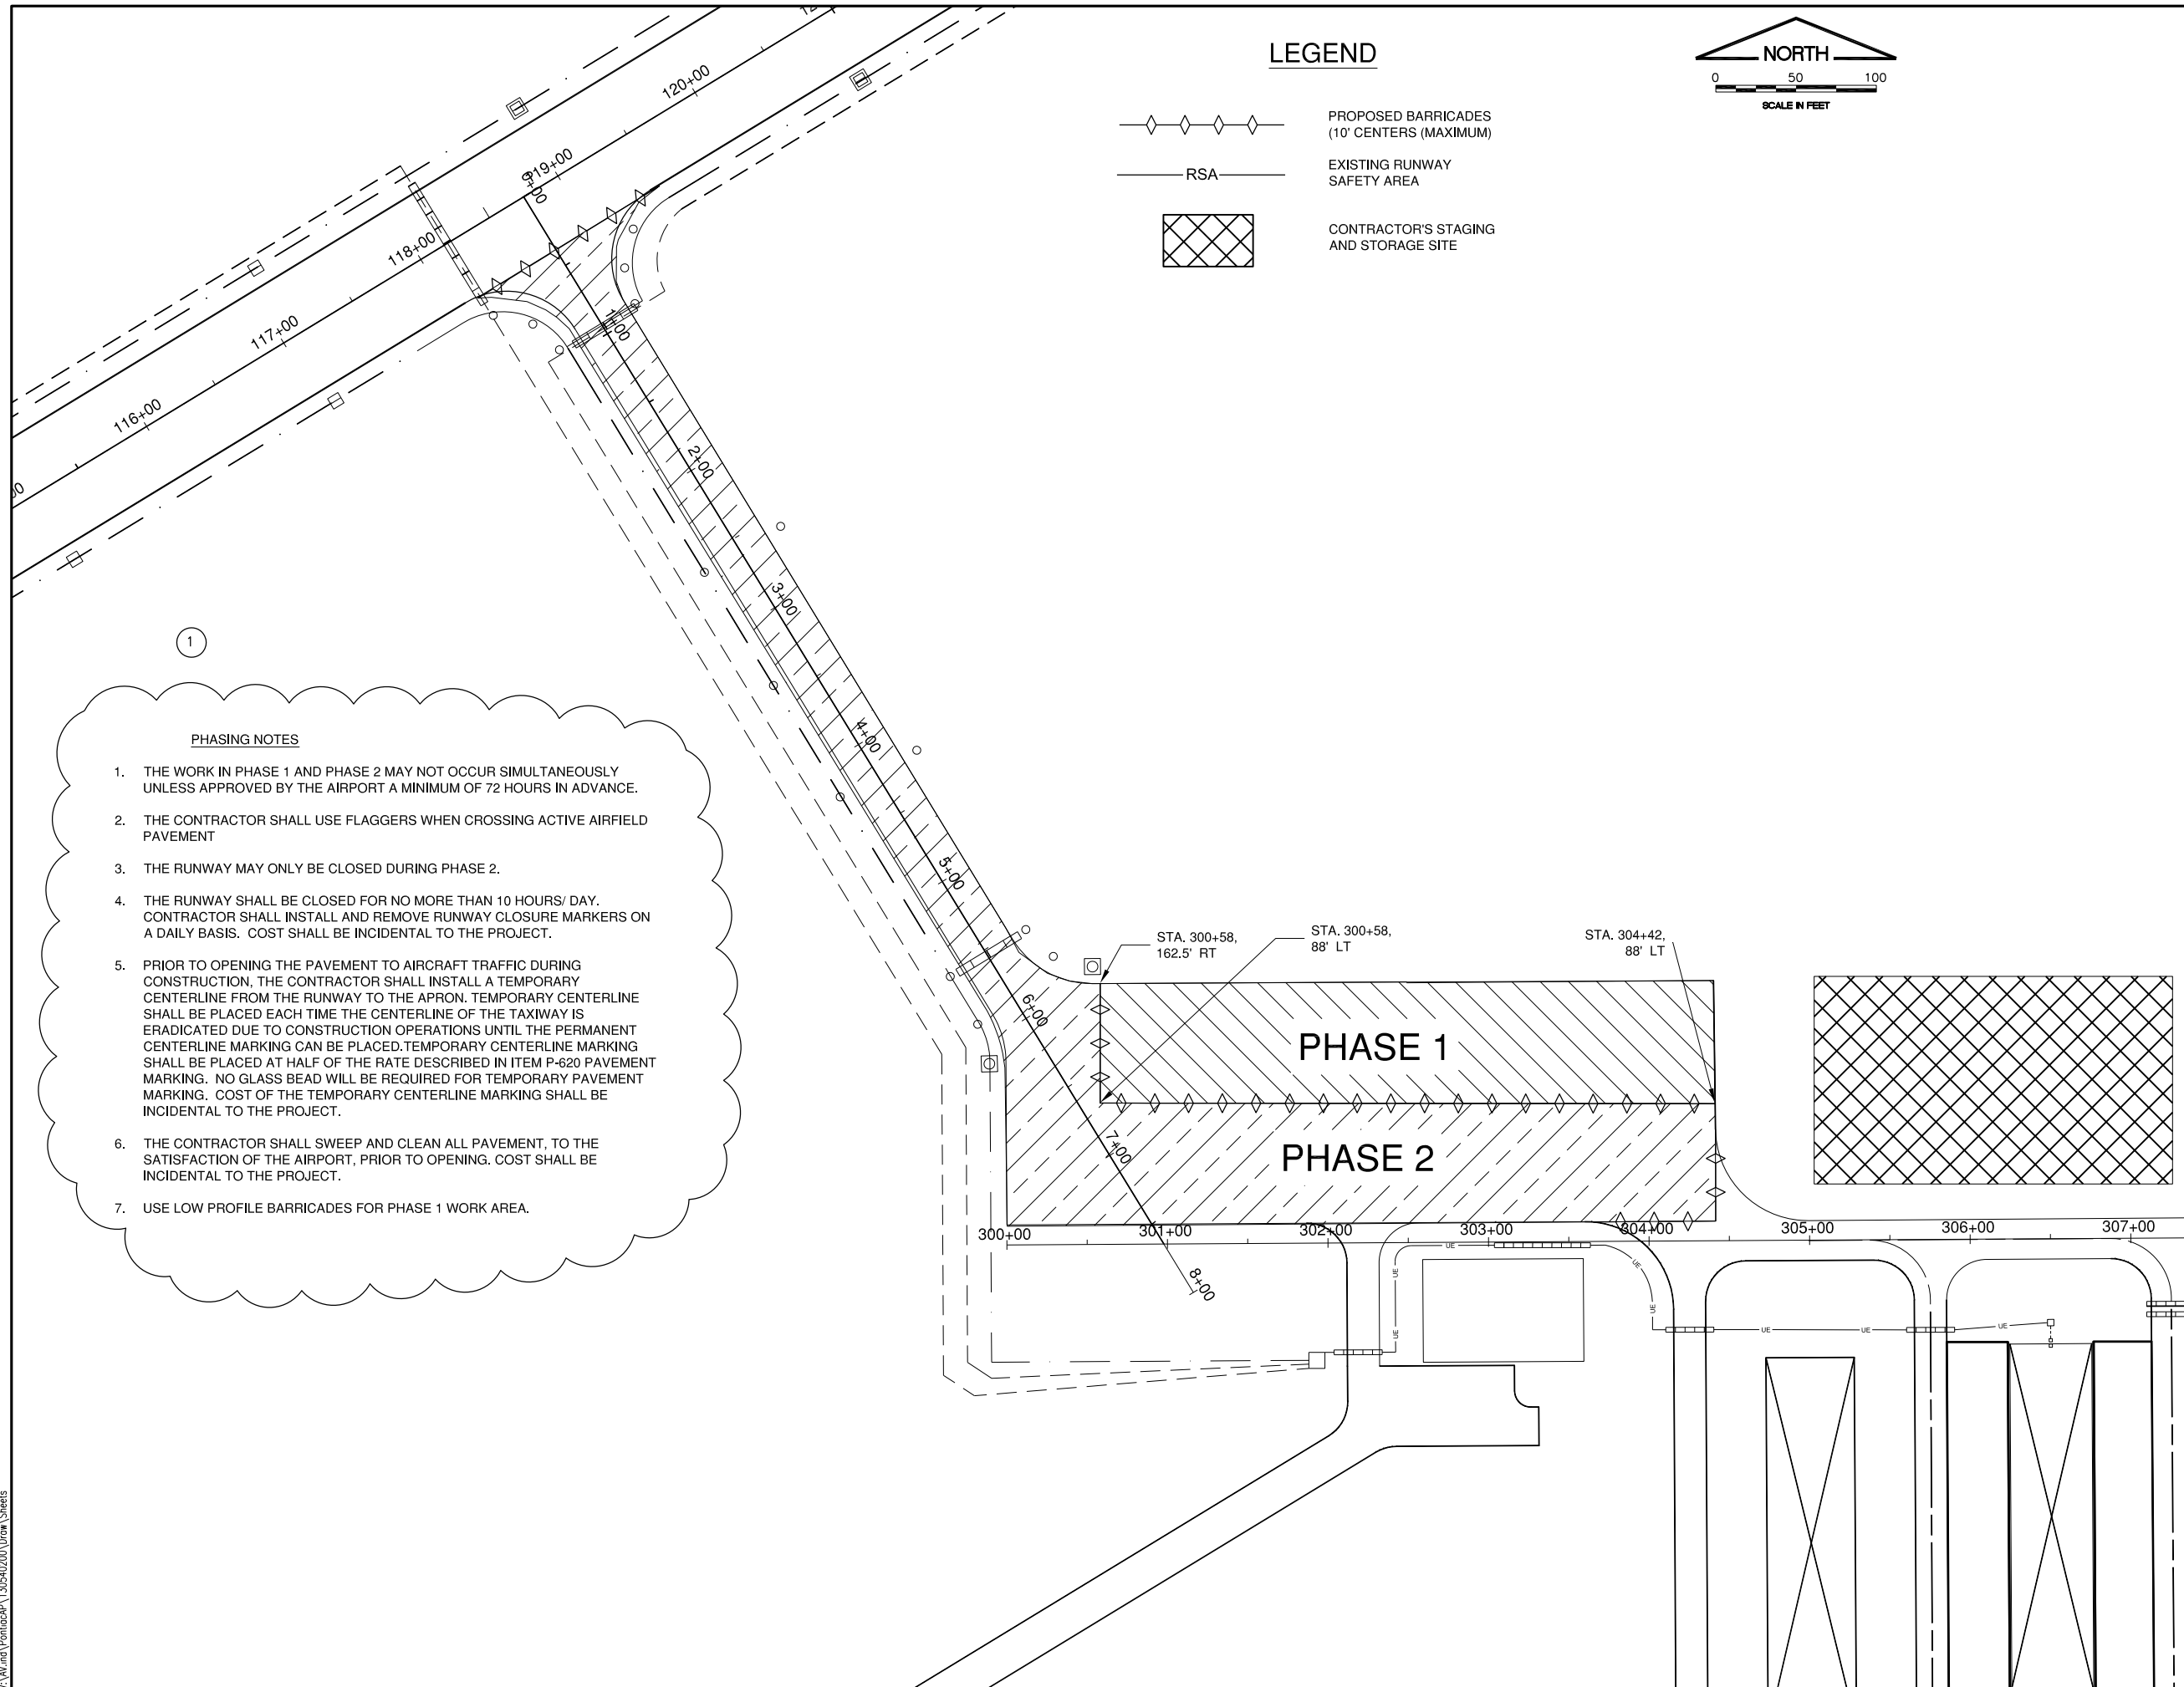 LEGEND
PROPOSED BARRICADES
(10' CENTERS (MAXIMUM)
RSA
EXISTING RUNWAY
SAFETY AREA
CONTRACTOR'S STAGING
AND STORAGE SITE
NORTH
0 50 100
SCALE IN FEET
120+00
119+00
118+00
117+00
116+00
0+00
1+00
2+00
3+00
4+00
5+00
6+00
7+00
8+00
1
PHASING NOTES
1. THE WORK IN PHASE 1 AND PHASE 2 MAY NOT OCCUR SIMULTANEOUSLY
UNLESS APPROVED BY THE AIRPORT A MINIMUM OF 72 HOURS IN ADVANCE.
2. THE CONTRACTOR SHALL USE FLAGGERS WHEN CROSSING ACTIVE AIRFIELD
PAVEMENT
3. THE RUNWAY MAY ONLY BE CLOSED DURING PHASE 2.
4. THE RUNWAY SHALL BE CLOSED FOR NO MORE THAN 10 HOURS/ DAY.
CONTRACTOR SHALL INSTALL AND REMOVE RUNWAY CLOSURE MARKERS ON
A DAILY BASIS. COST SHALL BE INCIDENTAL TO THE PROJECT.
5. PRIOR TO OPENING THE PAVEMENT TO AIRCRAFT TRAFFIC DURING
CONSTRUCTION, THE CONTRACTOR SHALL INSTALL A TEMPORARY
CENTERLINE FROM THE RUNWAY TO THE APRON. TEMPORARY CENTERLINE
SHALL BE PLACED EACH TIME THE CENTERLINE OF THE TAXIWAY IS
ERADICATED DUE TO CONSTRUCTION OPERATIONS UNTIL THE PERMANENT
CENTERLINE MARKING CAN BE PLACED.TEMPORARY CENTERLINE MARKING
SHALL BE PLACED AT HALF OF THE RATE DESCRIBED IN ITEM P-620 PAVEMENT
MARKING. NO GLASS BEAD WILL BE REQUIRED FOR TEMPORARY PAVEMENT
MARKING. COST OF THE TEMPORARY CENTERLINE MARKING SHALL BE
INCIDENTAL TO THE PROJECT.
6. THE CONTRACTOR SHALL SWEEP AND CLEAN ALL PAVEMENT, TO THE
SATISFACTION OF THE AIRPORT, PRIOR TO OPENING. COST SHALL BE
INCIDENTAL TO THE PROJECT.
7. USE LOW PROFILE BARRICADES FOR PHASE 1 WORK AREA.
STA. 300+58,
162.5' RT
STA. 300+58,
88' LT
STA. 304+42,
88' LT
PHASE 1
PHASE 2
300+00 301+00 302+00 303+00 304+00 305+00 306+00 307+00
UE
UE
UE
UE
UE
UE
UE
UE